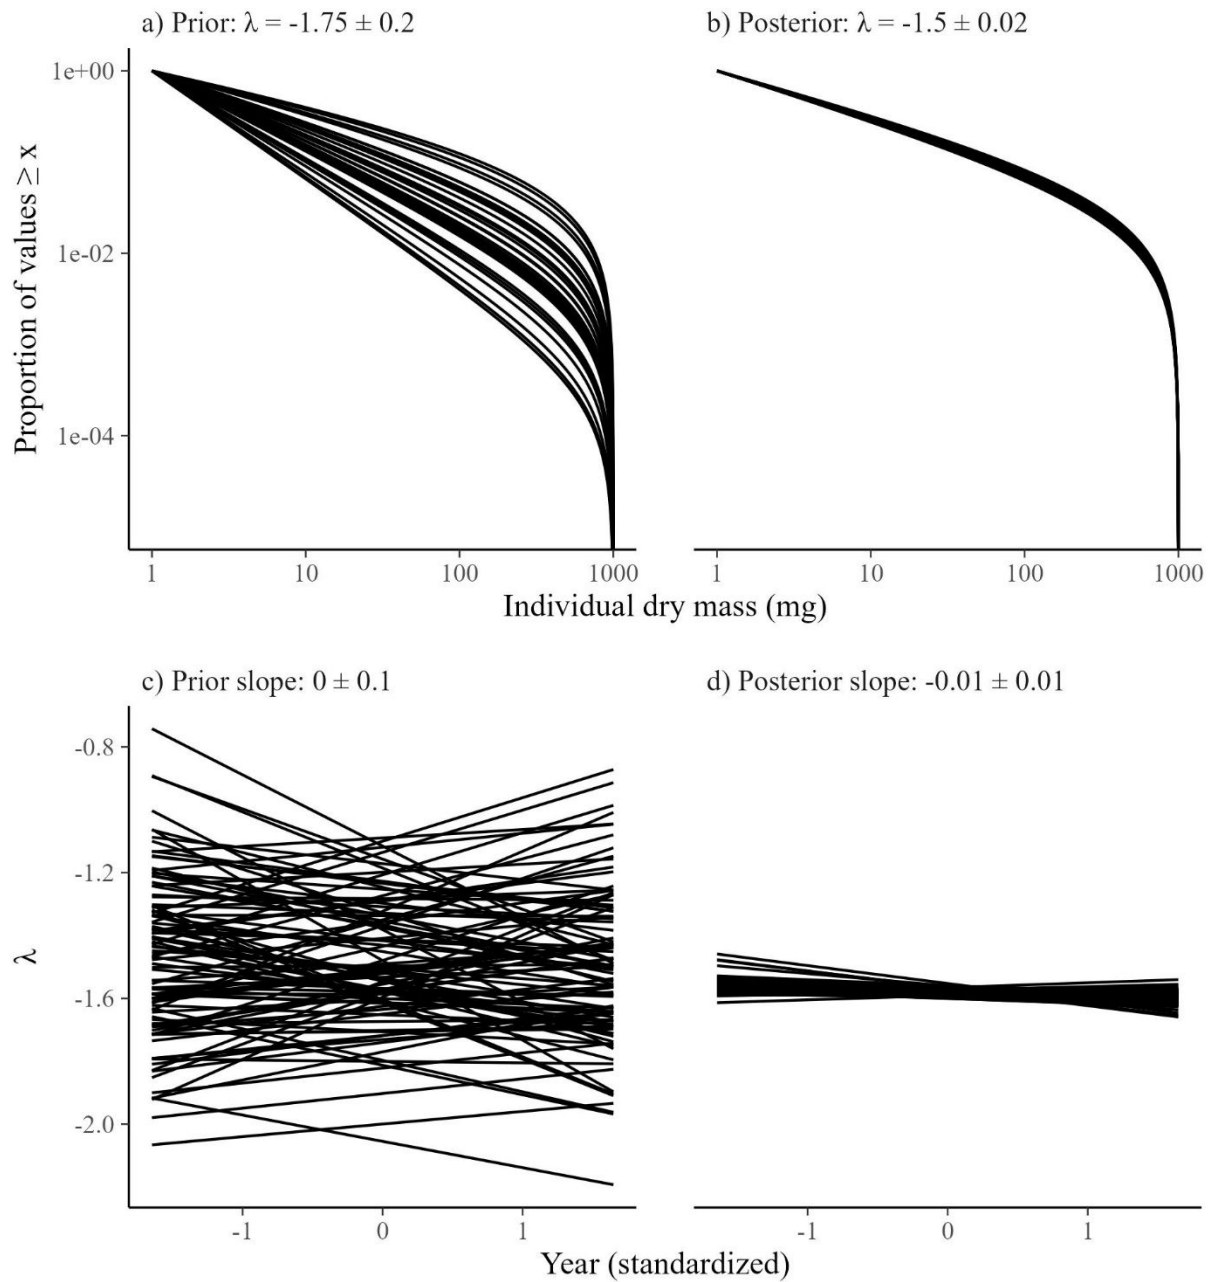 a) Prior: λ = -1.75 ± 0.2
b) Posterior: λ = -1.5 ± 0.02
Proportion of values ≥ x
1e+00
1e-02
1e-04
1 10 100 1000
1 10 100 1000
Individual dry mass (mg)
c) Prior slope: 0 ± 0.1
d) Posterior slope: -0.01 ± 0.01
λ
-0.8
-1.2
-1.6
-2.0
-1 0 1
-1 0 1
Year (standardized)